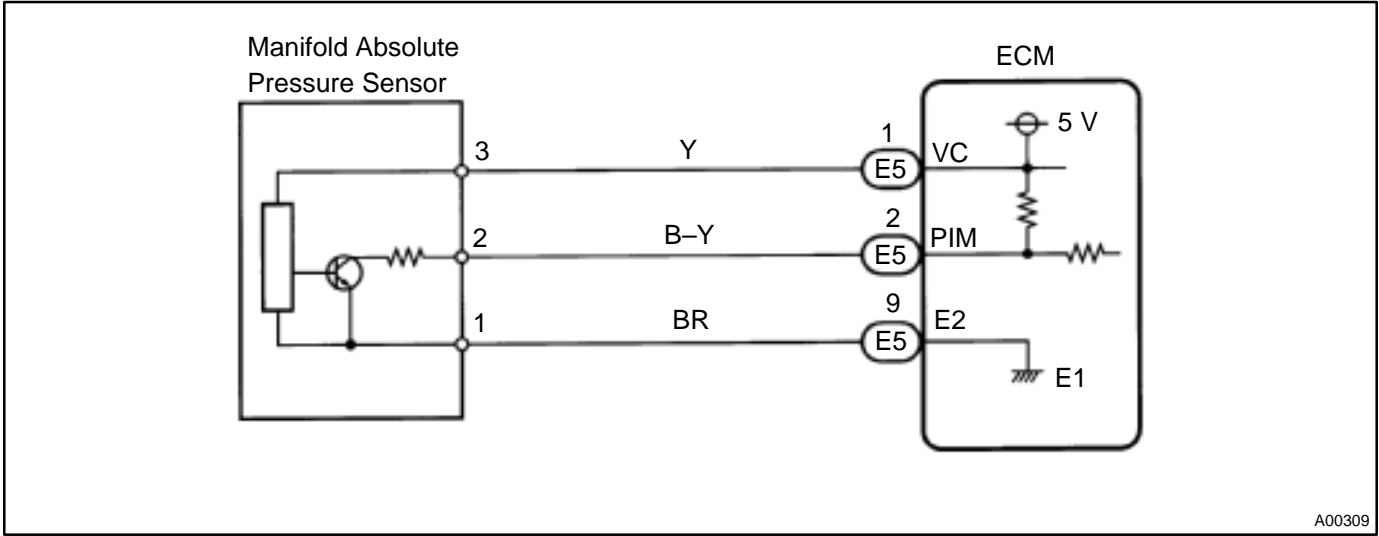 Manifold Absolute
Pressure Sensor
ECM
5 V
3
Y
1
E5
VC
2
B–Y
2
E5
PIM
1
BR
9
E5
E2
E1
A00309